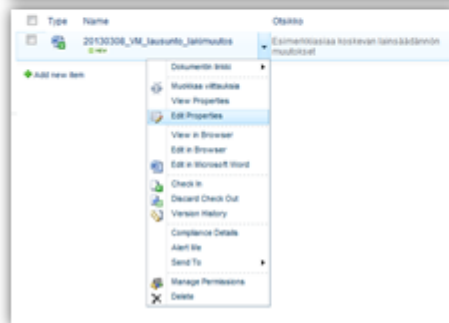 Type Name Otsikko
20130308_VM_lausunto_lakimuutos
Esimerkkiasiaa koskevan lainsäädännön
muutokset
Add new item
Dokumentin linkki
Muokkaa viittauksia
View Properties
Edit Properties
View in Browser
Edit in Browser
Edit in Microsoft Word
Check In
Discard Check Out
Version History
Compliance Details
Alert Me
Send To
Manage Permissions
Delete